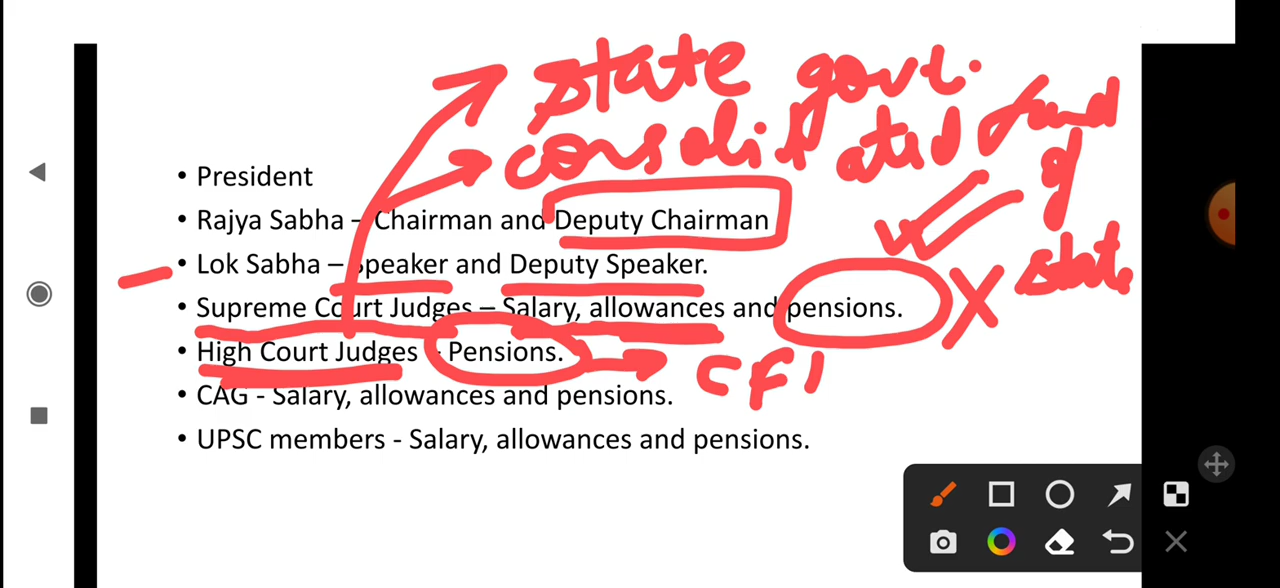 state govt.
consolidated fund
of
state
• President
• Rajya Sabha – Chairman and Deputy Chairman
• Lok Sabha – Speaker and Deputy Speaker.
• Supreme Court Judges – Salary, allowances and pensions.
• High Court Judges - Pensions.
CFI
• CAG - Salary, allowances and pensions.
• UPSC members - Salary, allowances and pensions.